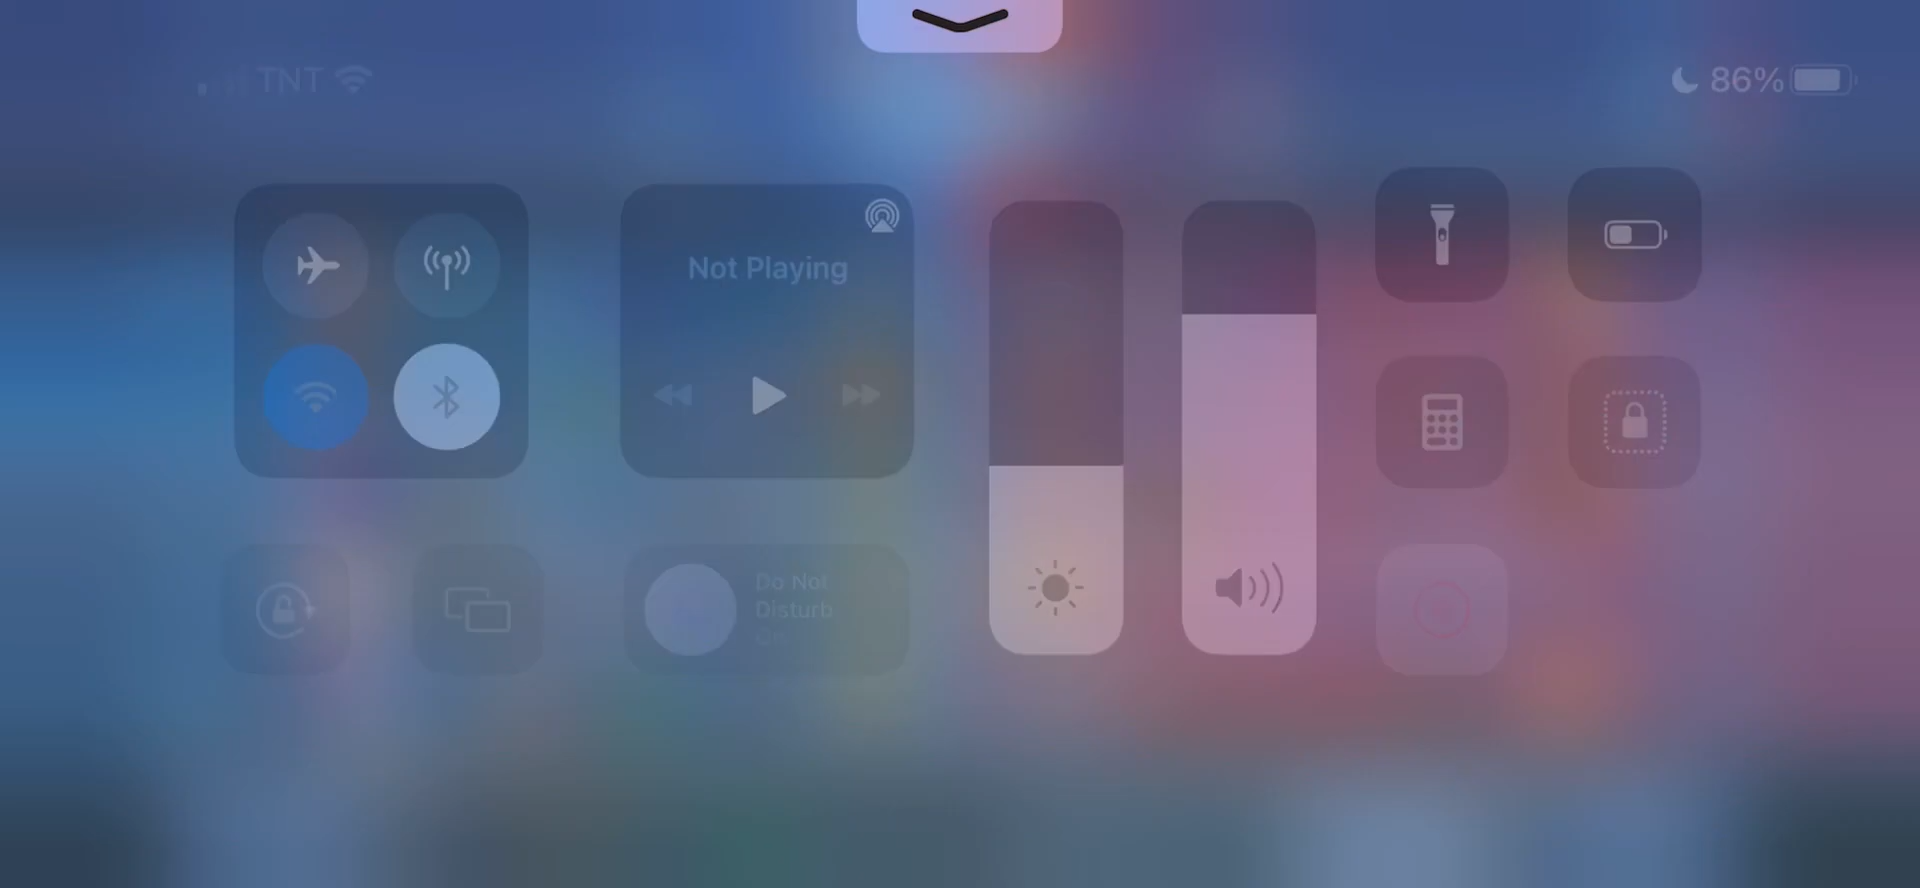 TNT
86%
Not Playing
Do Not
Disturb